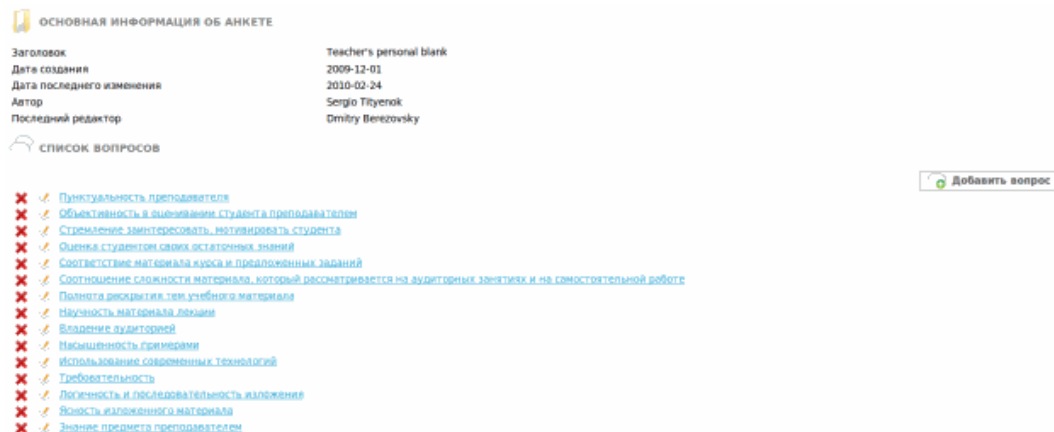 ОСНОВНАЯ ИНФОРМАЦИЯ ОБ АНКЕТЕ
Заголовок Teacher's personal blank
Дата создания 2009-12-01
Дата последнего изменения 2010-02-24
Автор Sergio Tityenok
Последний редактор Dmitry Berezovsky
СПИСОК ВОПРОСОВ
Добавить вопрос
Пунктуальность преподавателя
Объективность в оценивании студента преподавателем
Стремление заинтересовать, мотивировать студента
Оценка студентом своих остаточных знаний
Соответствие материала курса и предложенных заданий
Соотношение сложности материала, который рассматривается на аудиторных занятиях и на самостоятельной работе
Полнота раскрытия тем учебного материала
Научность материала лекции
Владение аудиторией
Насыщенность примерами
Использование современных технологий
Требовательность
Логичность и последовательность изложения
Ясность изложенного материала
Знание предмета преподавателем